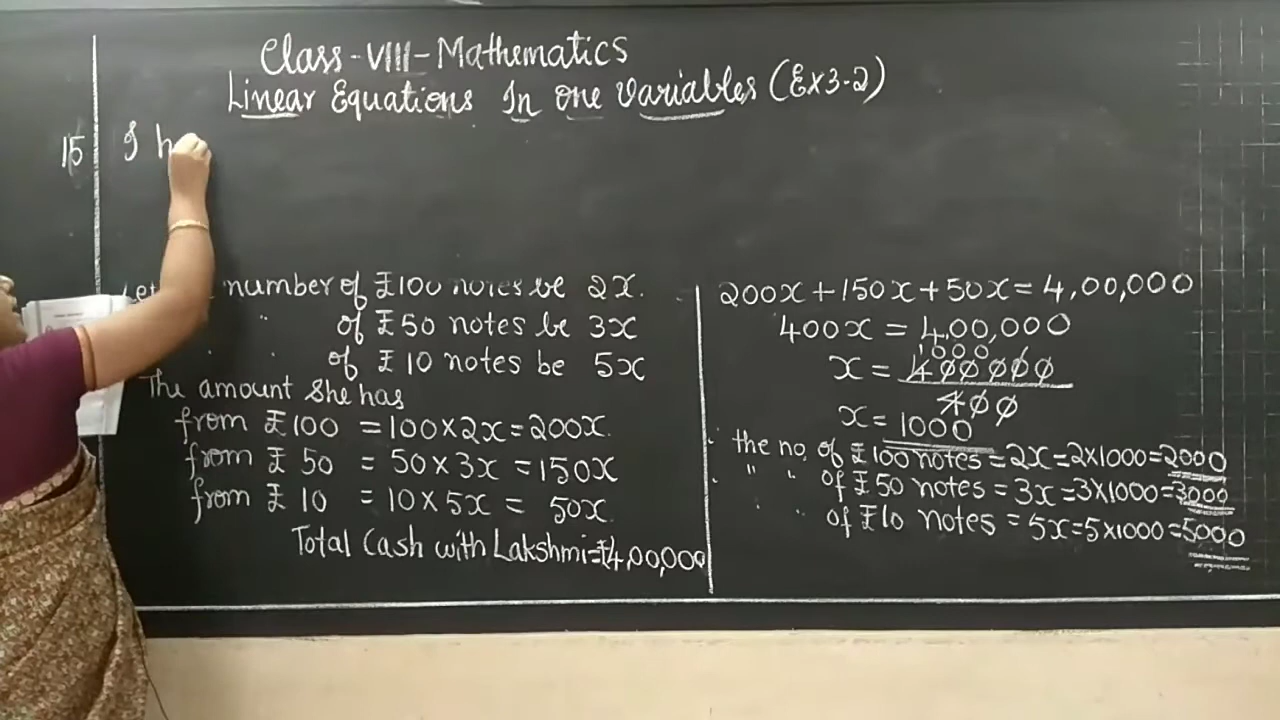 Class-VIII-Mathematics
Linear Equations In one Variables (Ex3.2)
15 I h
Let number of ₹100 notes be 2x.
" of ₹50 notes be 3x
" " of ₹10 notes be 5x
The amount She has
from ₹100 = 100×2x=200x.
from ₹ 50 = 50×3x =150x
from ₹ 10 = 10×5x = 50x.
Total Cash with Lakshmi=₹4,00,000
200x+150x+50x=4,00,000
400x = 4,00,000
1000
x = 400000
400
x=1000
the no. of ₹100 notes =2x=2×1000=2000
" " of ₹50 notes = 3x=3×1000=3000
" " of ₹10 notes = 5x=5×1000=5000